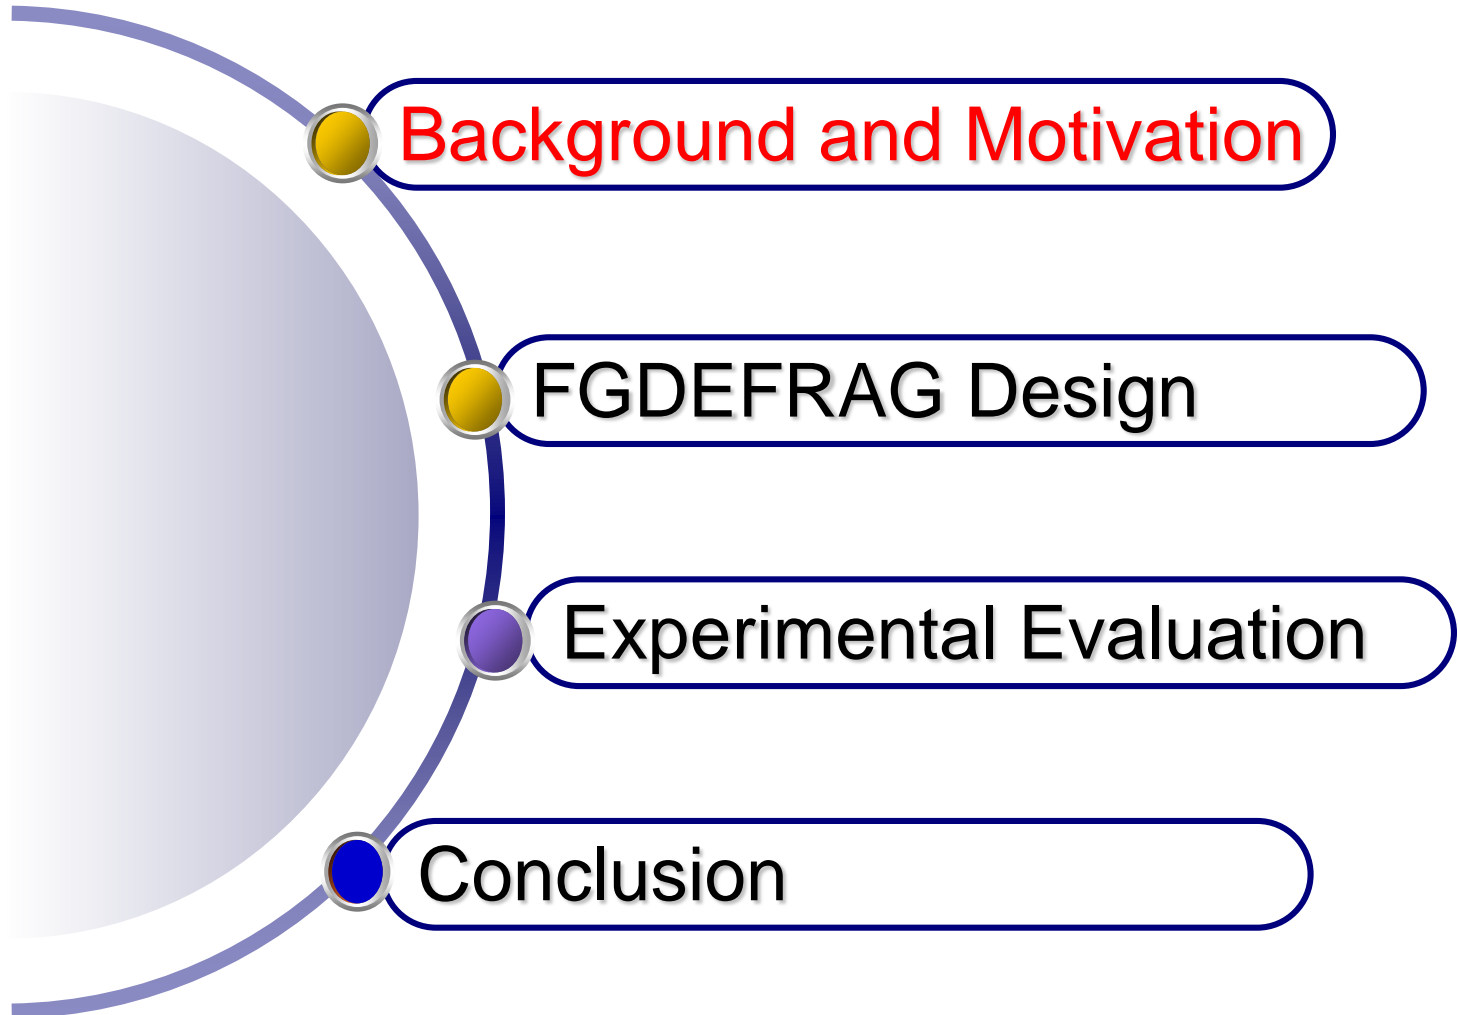 Background and Motivation
FGDEFRAG Design
Experimental Evaluation
Conclusion